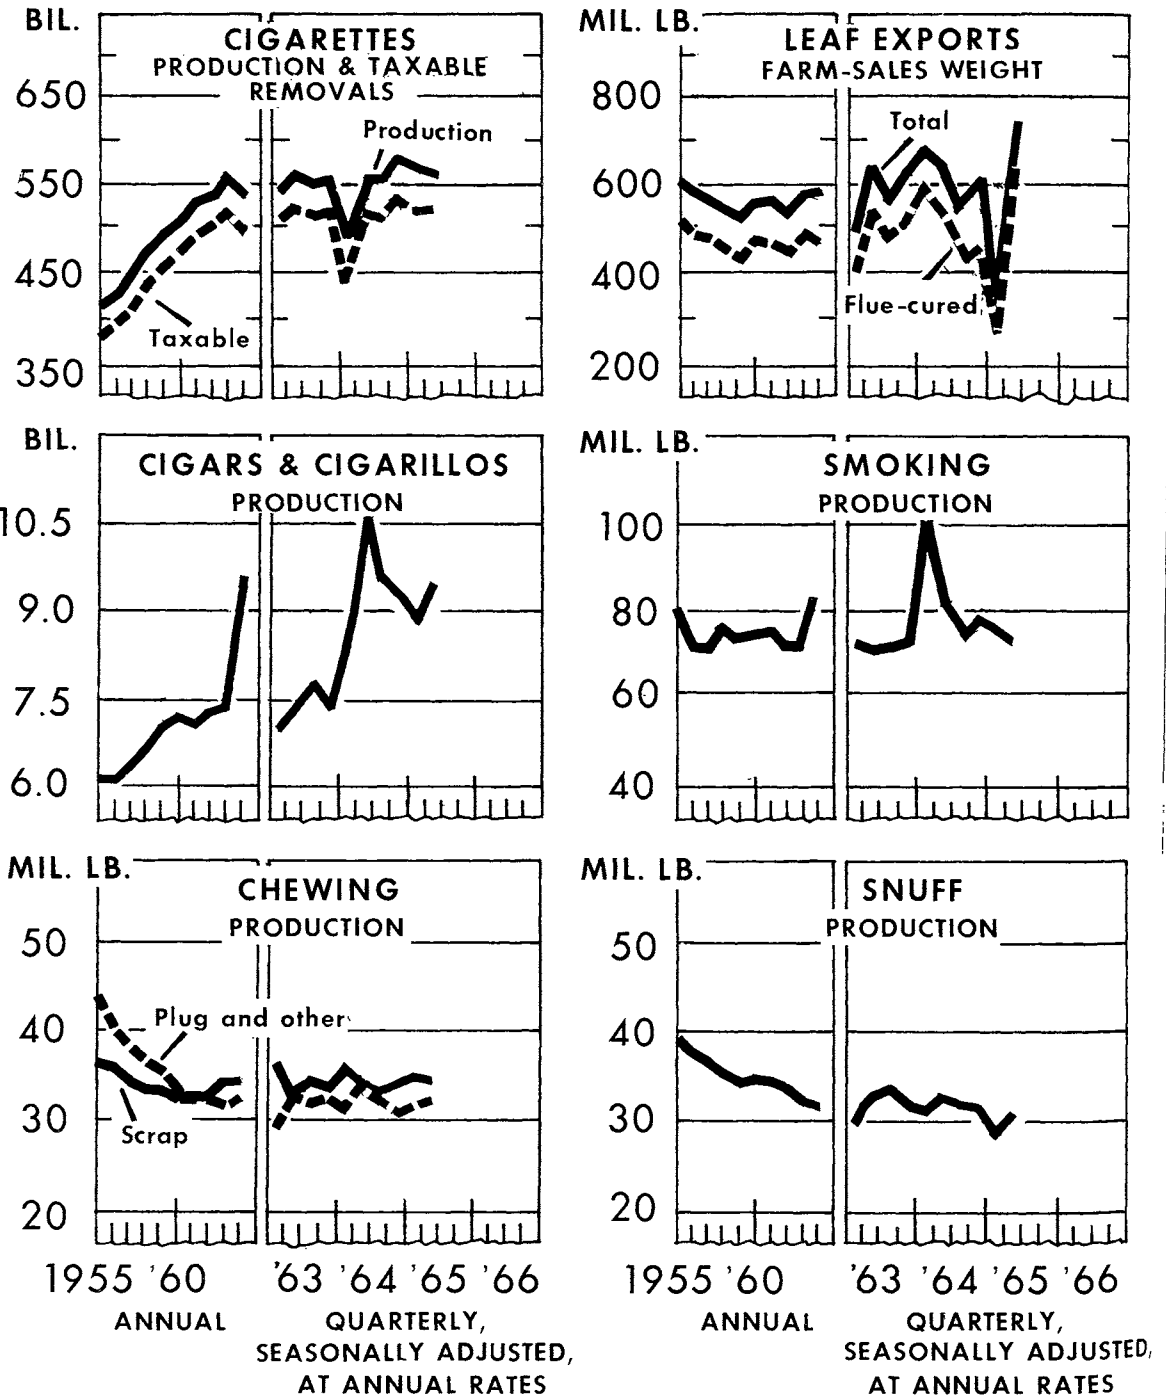 BIL.
CIGARETTES
PRODUCTION & TAXABLE
REMOVALS
650
550
450
350
Production
Taxable
MIL. LB.
LEAF EXPORTS
FARM-SALES WEIGHT
800
600
400
200
Total
Flue-cured
BIL.
CIGARS & CIGARILLOS
PRODUCTION
10.5
9.0
7.5
6.0
MIL. LB.
SMOKING
PRODUCTION
100
80
60
40
MIL. LB.
CHEWING
PRODUCTION
50
40
30
20
Plug and other
Scrap
1955 '60
ANNUAL
'63 '64 '65 '66
QUARTERLY,
SEASONALLY ADJUSTED,
AT ANNUAL RATES
MIL. LB.
SNUFF
PRODUCTION
50
40
30
20
1955 '60
ANNUAL
'63 '64 '65 '66
QUARTERLY,
SEASONALLY ADJUSTED,
AT ANNUAL RATES